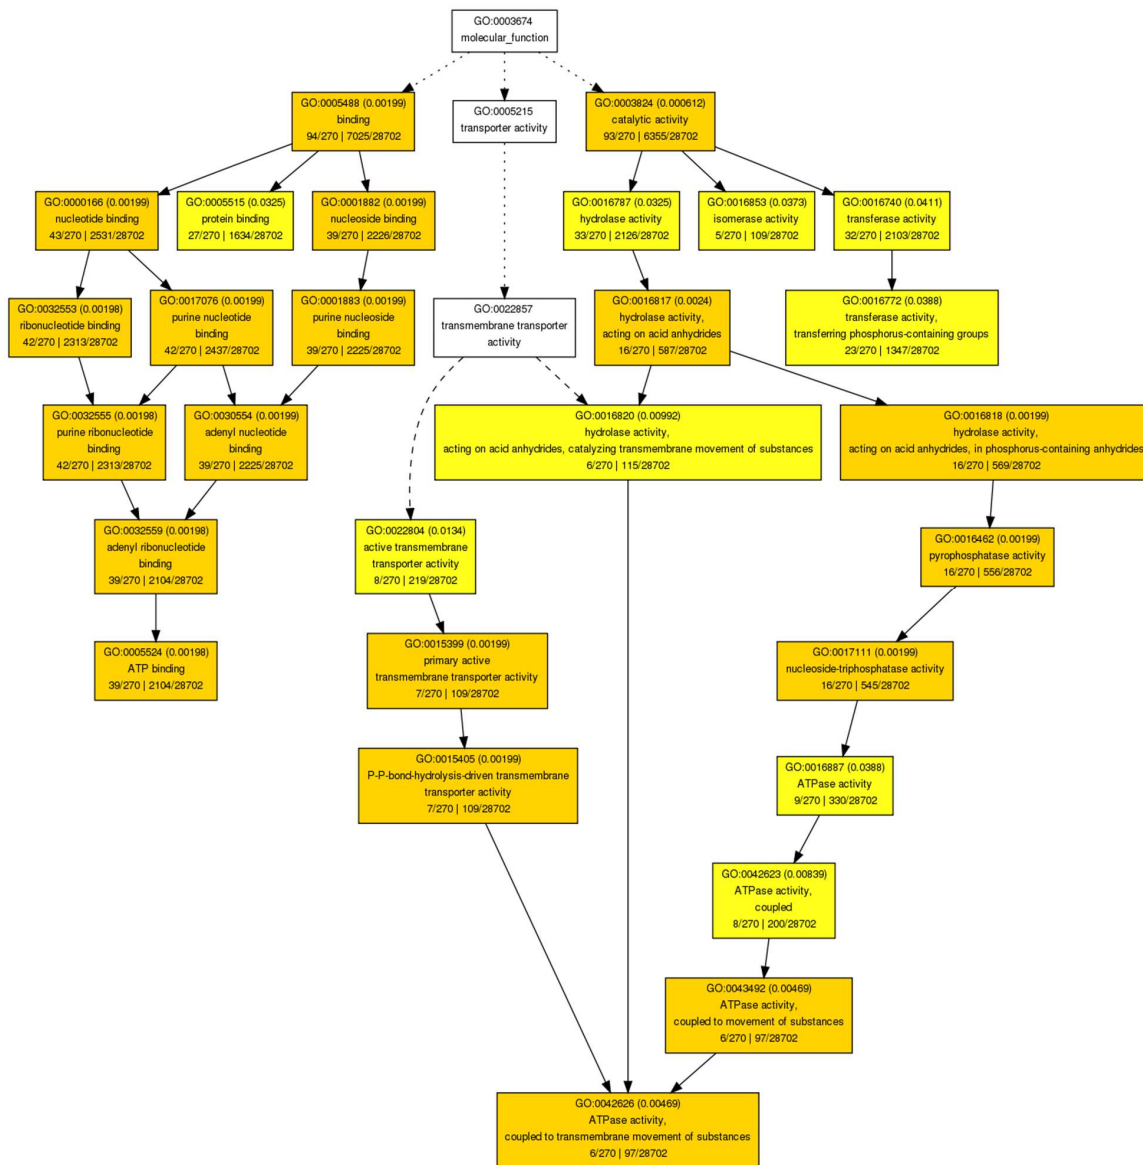 GO:0003674
molecular_function
GO:0005488 (0.00199)
binding
94/270 | 7025/28702
GO:0005215
transporter activity
GO:0003824 (0.000612)
catalytic activity
93/270 | 6355/28702
GO:0000166 (0.00199)
nucleotide binding
43/270 | 2531/28702
GO:0005515 (0.0325)
protein binding
27/270 | 1634/28702
GO:0001882 (0.00199)
nucleoside binding
39/270 | 2226/28702
GO:0016787 (0.0325)
hydrolase activity
33/270 | 2126/28702
GO:0016853 (0.0373)
isomerase activity
5/270 | 109/28702
GO:0016740 (0.0411)
transferase activity
32/270 | 2103/28702
GO:0032553 (0.00198)
ribonucleotide binding
42/270 | 2313/28702
GO:0017076 (0.00199)
purine nucleotide
binding
42/270 | 2437/28702
GO:0001883 (0.00199)
purine nucleoside
binding
39/270 | 2225/28702
GO:0022857
transmembrane transporter
activity
GO:0016817 (0.0024)
hydrolase activity,
acting on acid anhydrides
16/270 | 587/28702
GO:0016772 (0.0388)
transferase activity,
transferring phosphorus-containing groups
23/270 | 1347/28702
GO:0032555 (0.00198)
purine ribonucleotide
binding
42/270 | 2313/28702
GO:0030554 (0.00199)
adenyl nucleotide
binding
39/270 | 2225/28702
GO:0016820 (0.00992)
hydrolase activity,
acting on acid anhydrides, catalyzing transmembrane movement of substances
6/270 | 115/28702
GO:0016818 (0.00199)
hydrolase activity,
acting on acid anhydrides, in phosphorus-containing anhydrides
16/270 | 569/28702
GO:0032559 (0.00198)
adenyl ribonucleotide
binding
39/270 | 2104/28702
GO:0022804 (0.0134)
active transmembrane
transporter activity
8/270 | 219/28702
GO:0016462 (0.00199)
pyrophosphatase activity
16/270 | 556/28702
GO:0005524 (0.00198)
ATP binding
39/270 | 2104/28702
GO:0015399 (0.00199)
primary active
transmembrane transporter activity
7/270 | 109/28702
GO:0017111 (0.00199)
nucleoside-triphosphatase activity
16/270 | 545/28702
GO:0015405 (0.00199)
P-P-bond-hydrolysis-driven transmembrane
transporter activity
7/270 | 109/28702
GO:0016887 (0.0388)
ATPase activity
9/270 | 330/28702
GO:0042623 (0.00839)
ATPase activity,
coupled
8/270 | 200/28702
GO:0043492 (0.00469)
ATPase activity,
coupled to movement of substances
6/270 | 97/28702
GO:0042626 (0.00469)
ATPase activity,
coupled to transmembrane movement of substances
6/270 | 97/28702